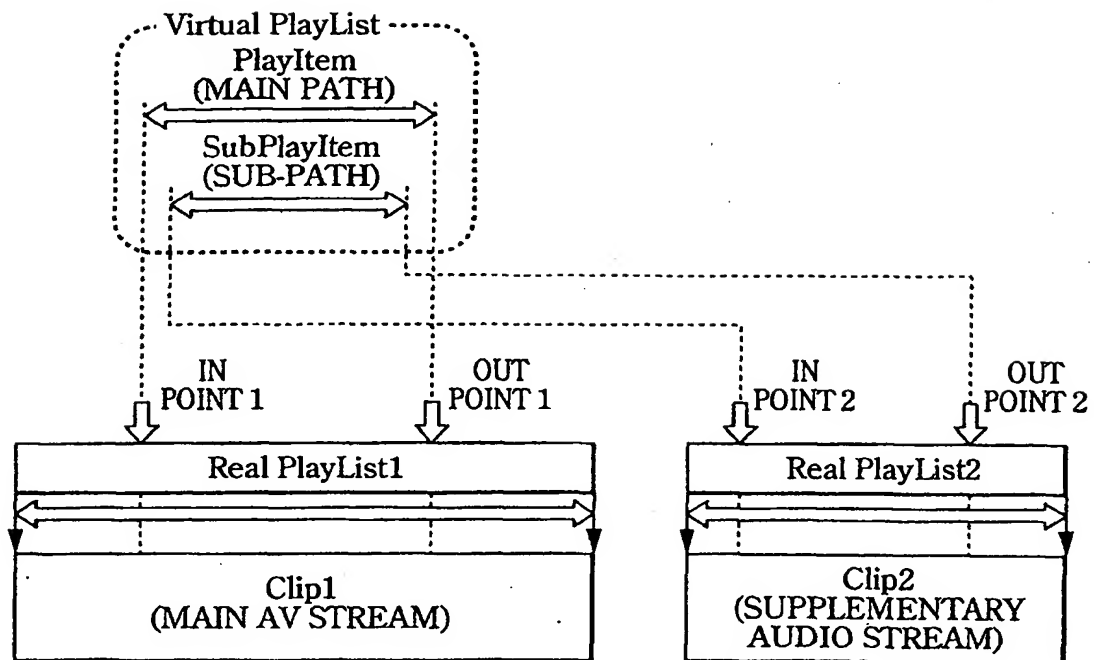 Virtual PlayList
PlayItem
(MAIN PATH)
SubPlayItem
(SUB-PATH)
IN
POINT 1
OUT
POINT 1
IN
POINT 2
OUT
POINT 2
Real PlayList1
Real PlayList2
Clip1
(MAIN AV STREAM)
Clip2
(SUPPLEMENTARY
AUDIO STREAM)